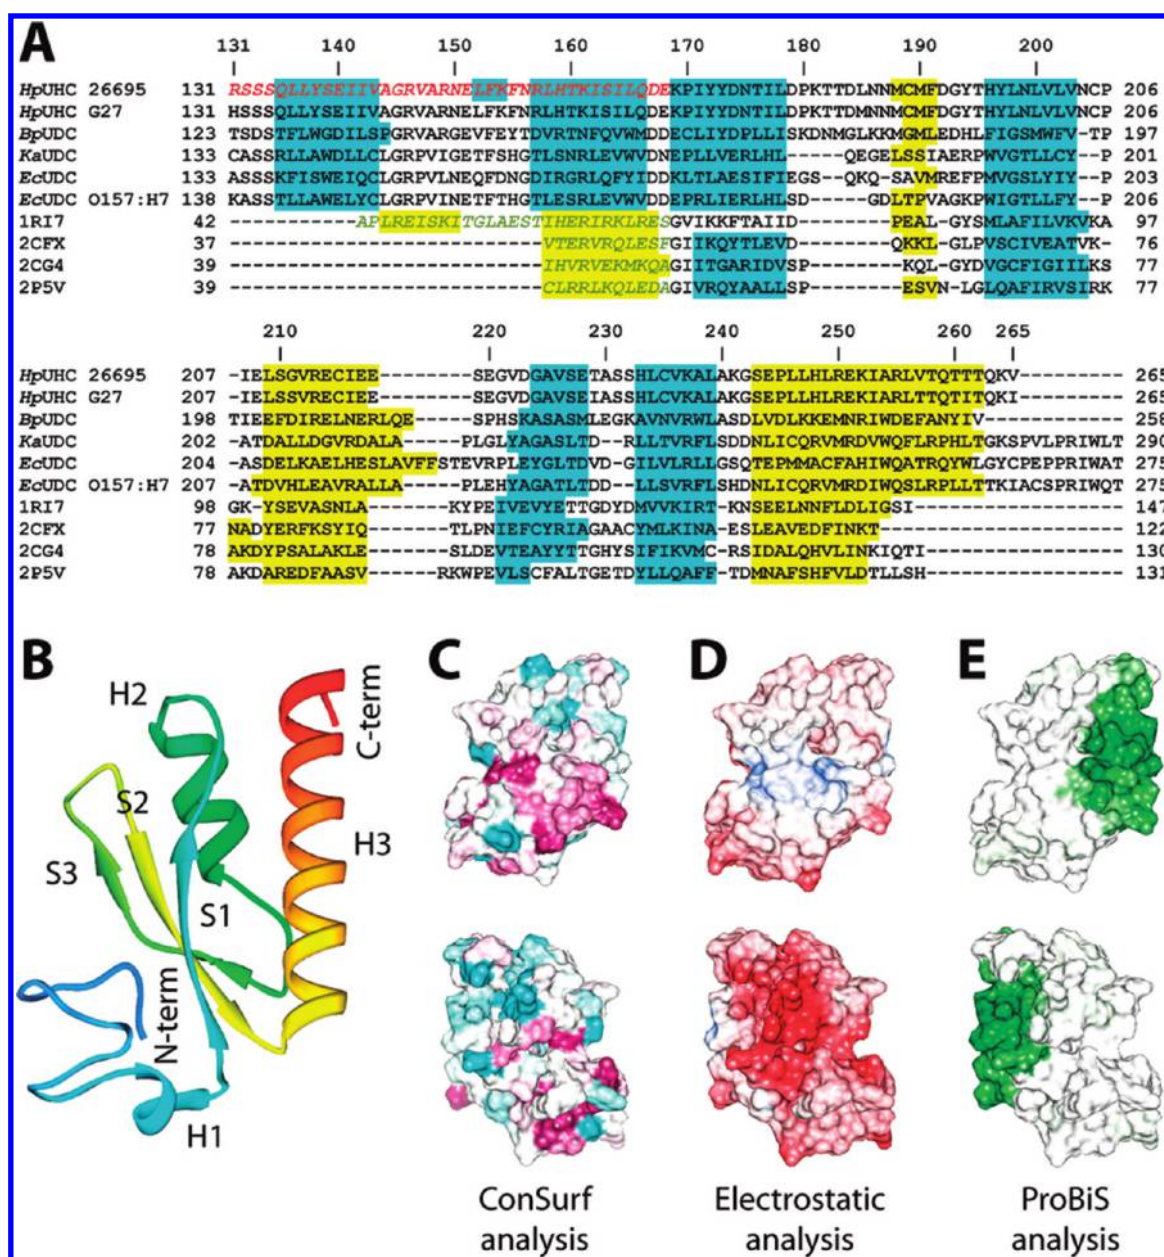 A
131 140 150 160 170 180 190 200
HpUHC 26695 131 RSSSQLLYSEIIVAGRVARNELFKFNRLHTKISILQDEKPIYYDNTILDPKTTDLNNMCMFDGYTHYLNLVLVNCP 206
HpUHC G27 131 HSSSQLLYSEIIVAGRVARNELFKFNRLHTKISILQDEKPIYYDNTILDPKTTDMNNMCMFDGYTHYLNLVLVNCP 206
BpUDC 123 TSDSTFLWGDILSPGRVARGEVFEYTDVRTNFQVWMDDECLIYDPLLISKDNMGLKKMGMLEDHLFIGSMWFV-TP 197
KaUDC 133 CASSRLLAWDLLCLGRPVIGETFSHGTLSNRLEVWVDNEPLLVERLHL-----QEGELSSIAERPWVGTLLCY--P 201
EcUDC 133 CASSKFISWEIQCLGRPVLNEQFDNGDIRGRLQFYIDDKLTLAESIFIEGS--QKQ-SAVMREFPMVGSLYIY--P 203
EcUDC O157:H7 138 KASSTLLAWELYCLGRPVINETFSHGTISNRLEVWVDDEPLLVERLHL-----GDGDLTPVAGKPWIGTLLFY--P 206
1RI7 42 -----------APLREISKITGLAESTIHERIRKLRESGVIKKFTAIID--------PEAL-GYSMLAFILVKVKA 97
2CFX 37 ---------------------------VTERVRQLESFGIIKQYTLEVD--------QKKL-GLPVSCIVEATVK- 76
2CG4 39 ---------------------------IHVRVEKMKQAGIITGARIDVSP--------KQL-GYDVGCFIGIILKS 77
2P5V 39 ---------------------------CLRRLKQLEDAGIVRQYAALLSP--------ESVN-LGLQAFIRVSIRK 77
210 220 230 240 250 260 265
HpUHC 26695 207 -IELSGVRECIEE--------SEGVDGAVSETASSHLCVKALAKGSEPLLHLREKIARLVTQTTTQKV--------- 265
HpUHC G27 207 -IELSSVRECIEE--------SEGVDGAVSEIASSHLCVKALAKGSEPLLHLREKIARLTTQTITQKI--------- 265
BpUDC 198 TIEEFDIRELNERLQE-----SPHSKASASMLEGKAVNVRWLASDLVDLKKEMNRIWDEFANYIV------------ 258
KaUDC 202 -ATDALLDGVRDALA-----PLGLYAGASLTD--RLLTVRFLSDDNLICQRVMRDVWQFLRPHLTGKSPVLPRIWLT 290
EcUDC 204 -ASDELKAELHESLAVFFSTEVRPLEYGLTDVD-GILVLRLLGSQTEPMMACFAHIWQATRQYWLGYCPEPPRIWAT 275
EcUDC O157:H7 207 -ATDVHLEAVRALLA-----PLEHYAGATLTDD--LLSVRFLSHDNLICQRVMRDIWQSLRPLLTTKIACSPRIWQT 275
1RI7 98 GK-YSEVASNLA-------KYPEIVEVYETTGDYDMVVKIRT-KNSEELNNFLDLIGSI------------------ 147
2CFX 77 NADYERFKSYIQ-------TLPNIEFCYRIAGAACYMLKINA-ESLEAVEDFINKT--------------------- 122
2CG4 78 AKDYPSALAKLE-------SLDEVTEAYYTTGHYSIFIKVMC-RSIDALQHVLINKIQTI----------------- 130
2P5V 78 AKDAREDFAASV------RKWPEVLSCFALTGETDYLLQAFF-TDMNAFSHFVLDTLLSH----------------- 131
B
H2
S2
S3
S1
H3
C-term
N-term
H1
C
D
E
ConSurf
analysis
Electrostatic
analysis
ProBiS
analysis